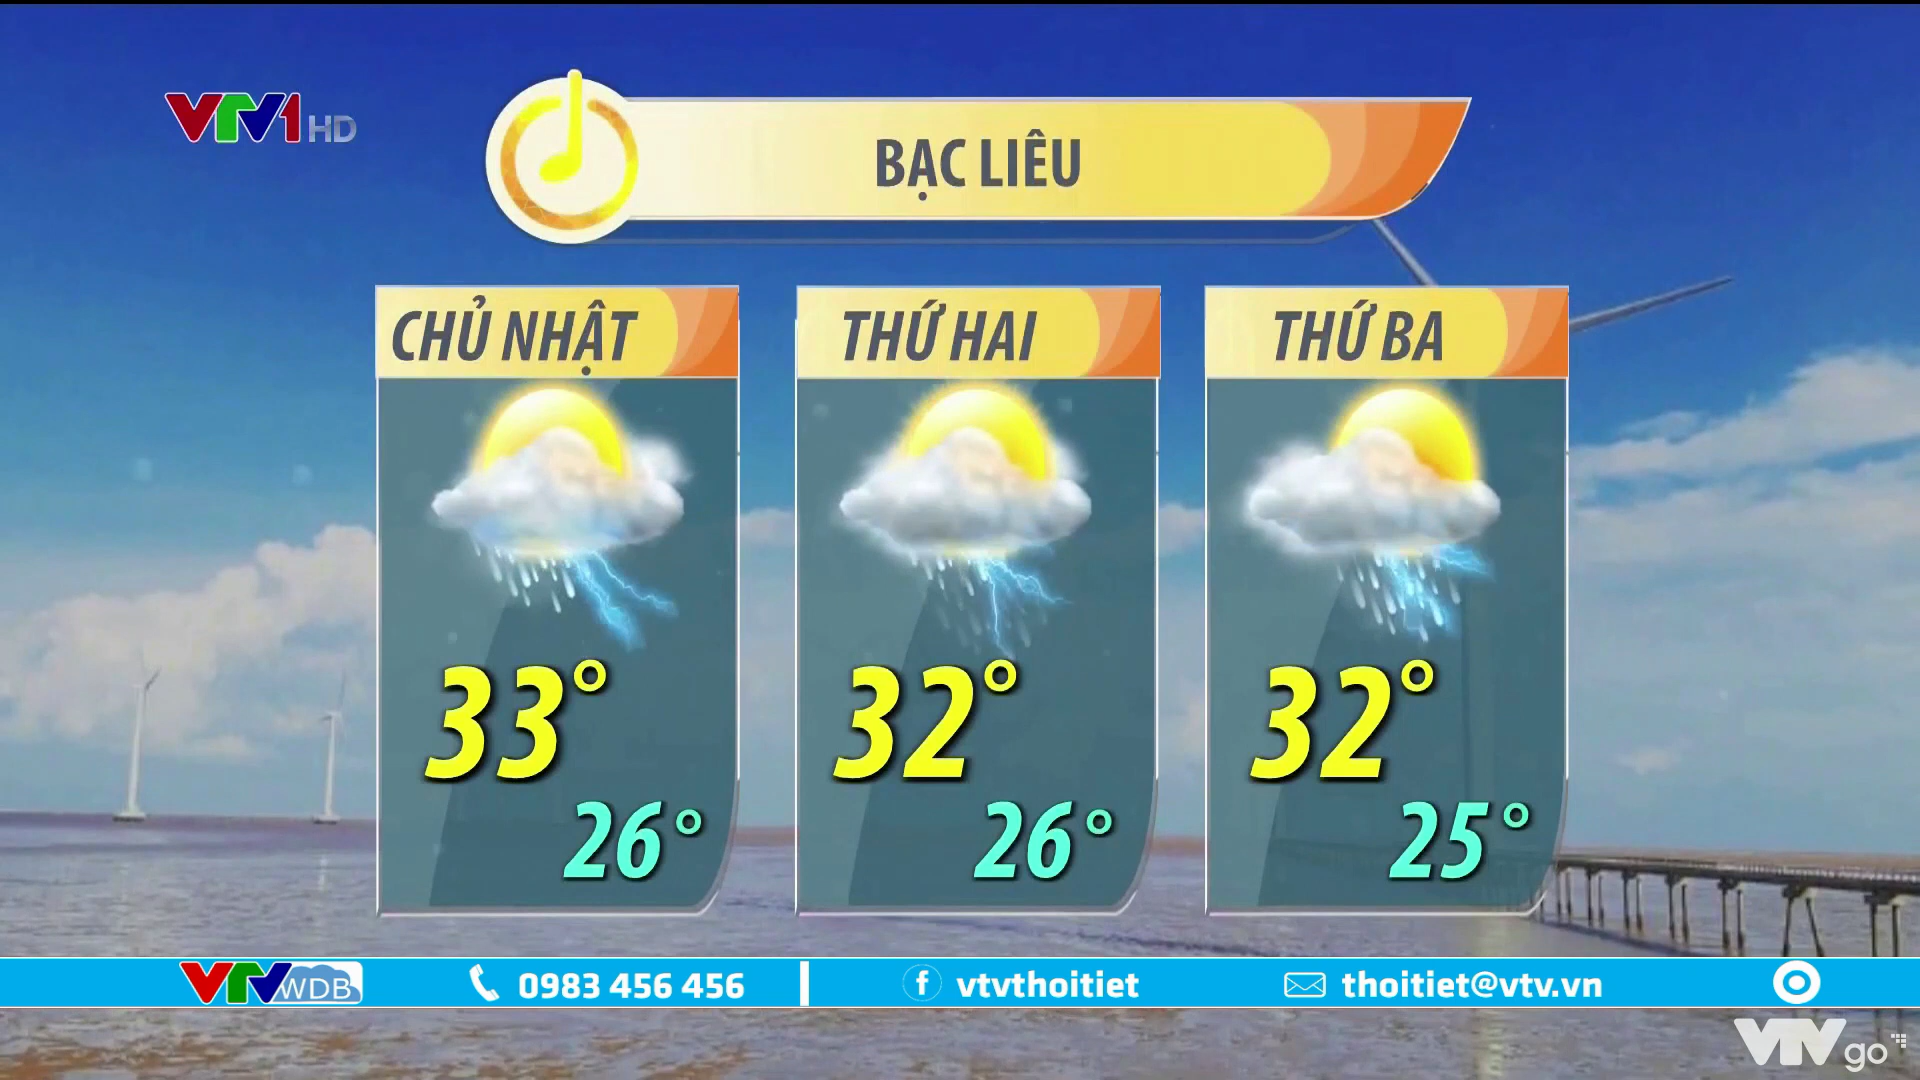 VTV1 HD
BẠC LIÊU
CHỦ NHẬT
THỨ HAI
THỨ BA
33°
32°
32°
26°
26°
25°
VTV WDB
0983 456 456
vtvthoitiet
thoitiet@vtv.vn
VTV go